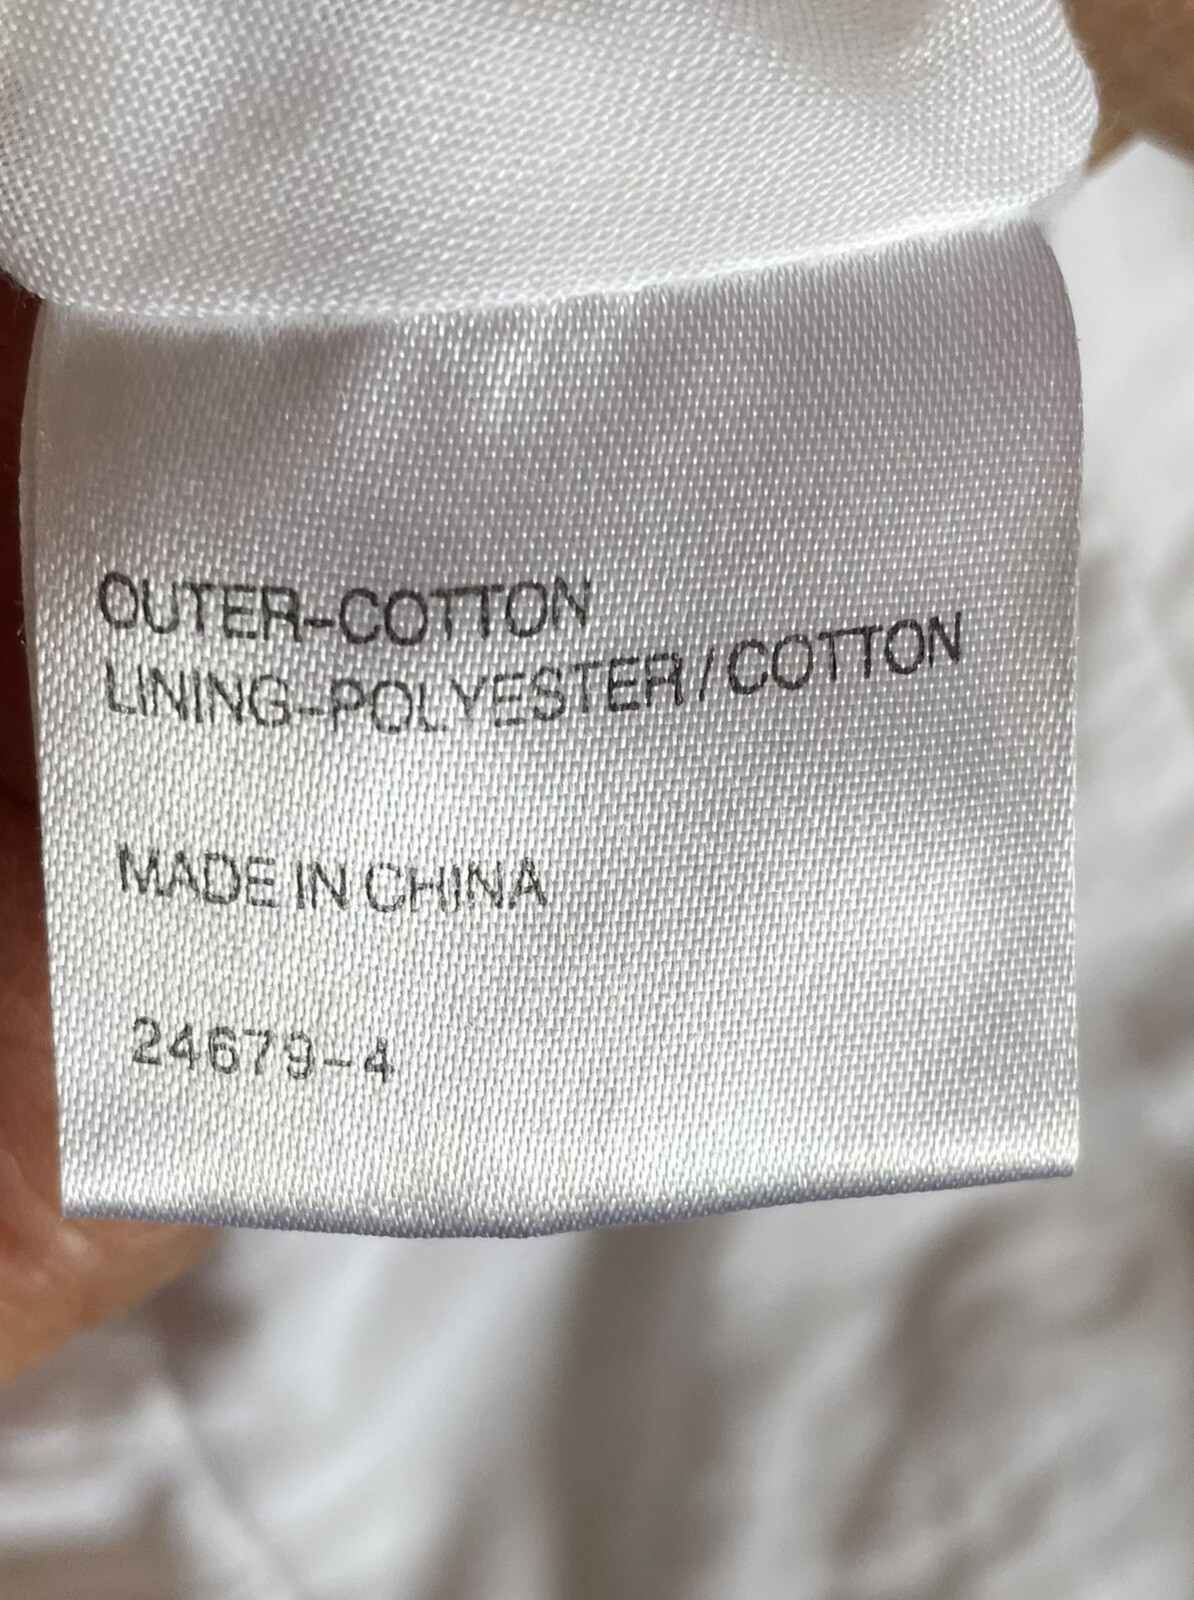 OUTER-COTTON
LINING-POLYESTER/COTTON
MADE IN CHINA
24679-4